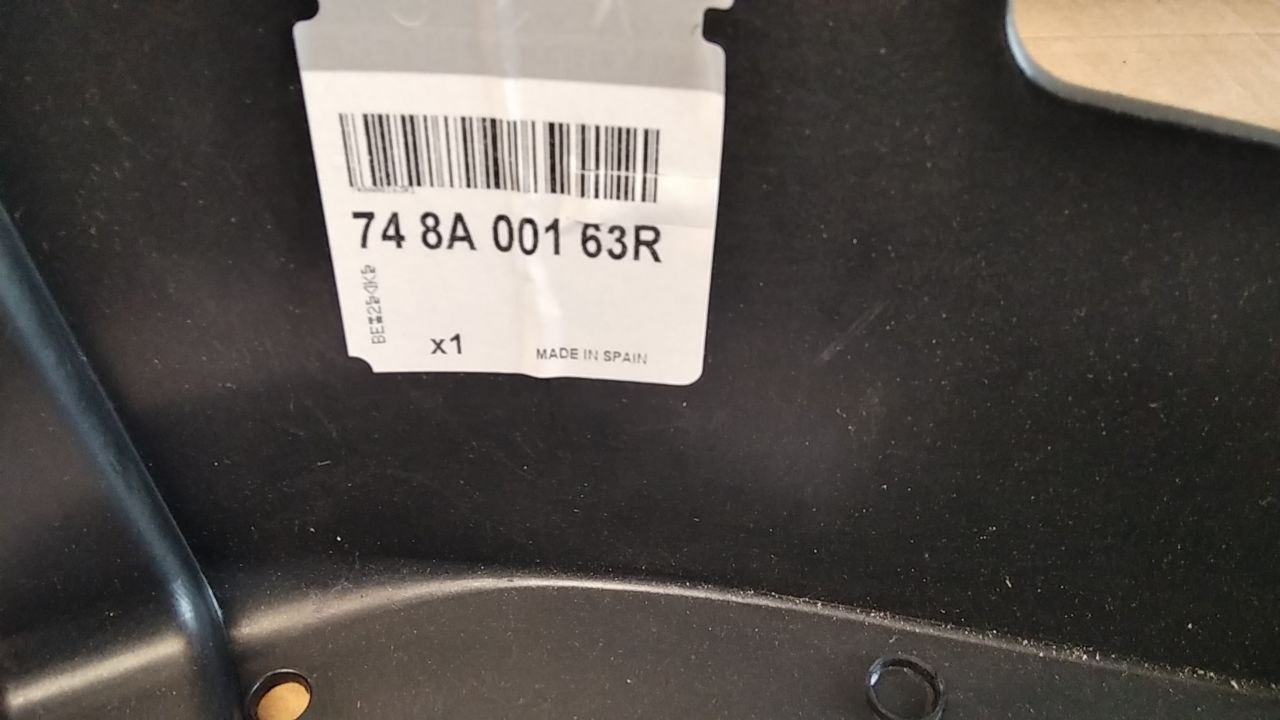 74 8A 001 63R
x1
MADE IN SPAIN